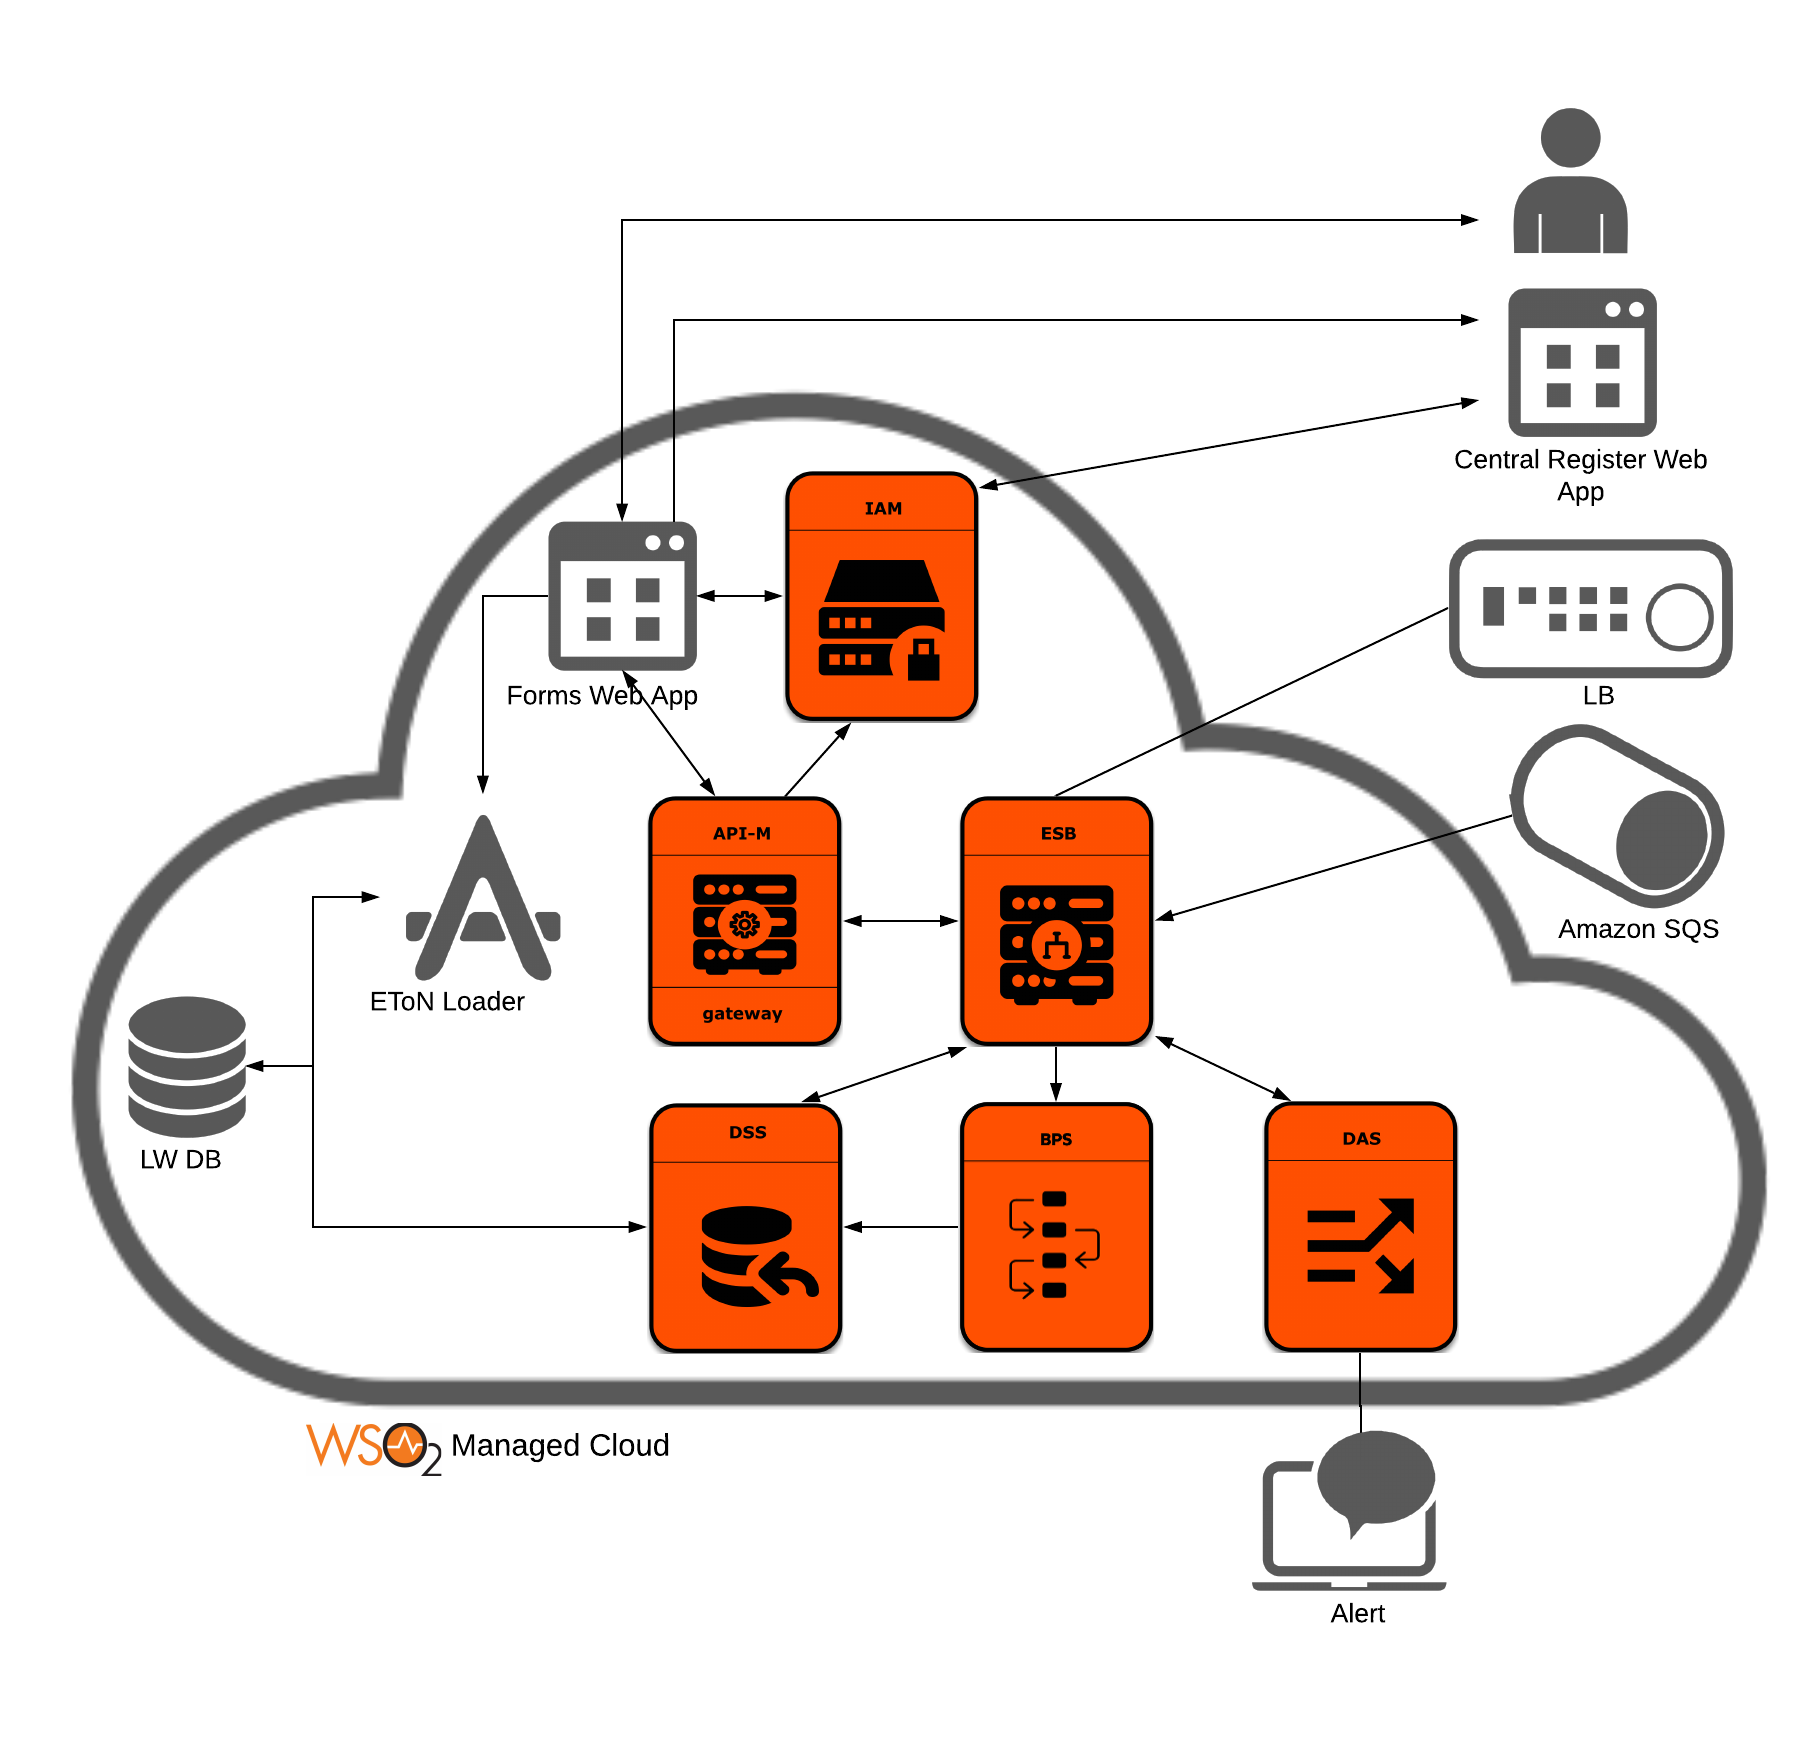 Central Register Web
App
IAM
LB
Forms Web App
API-M
ESB
Amazon SQS
EToN Loader
gateway
LW DB
DSS
BPS
DAS
WSO2 Managed Cloud
Alert